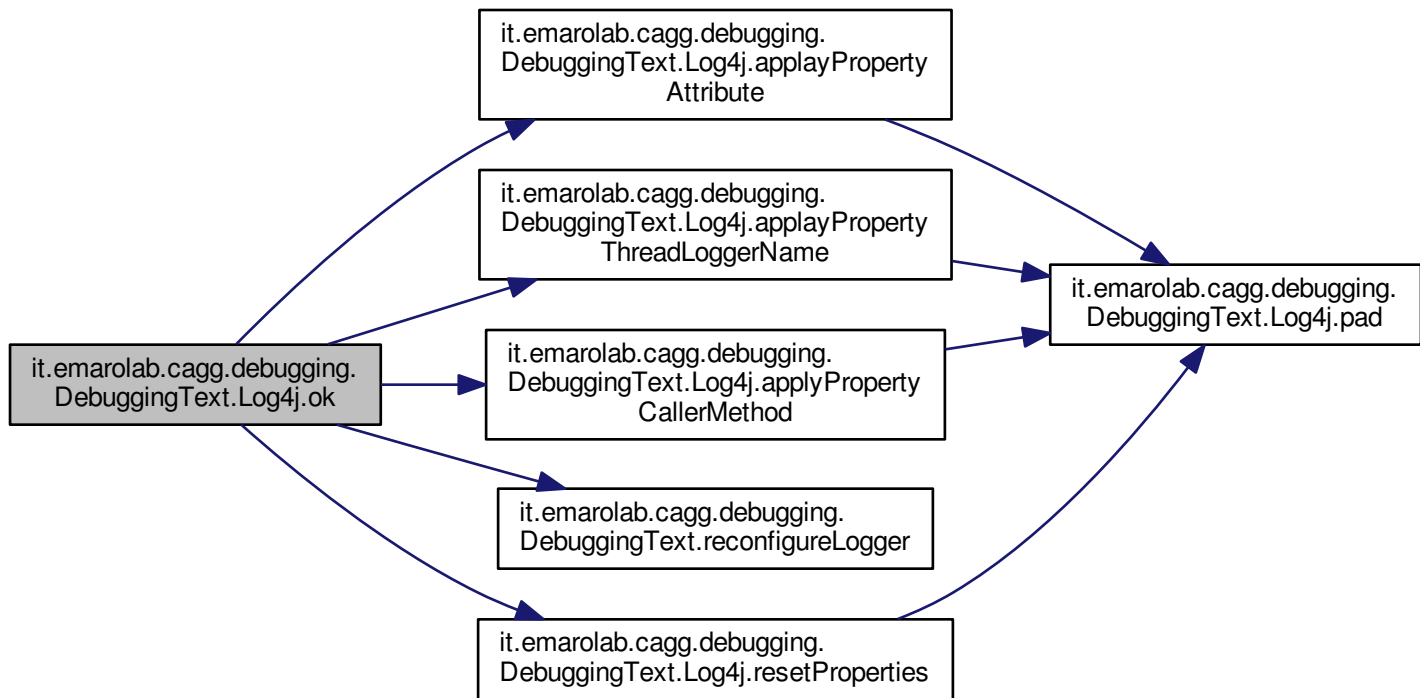 it.emarolab.cagg.debugging.
DebuggingText.Log4j.ok
it.emarolab.cagg.debugging.
DebuggingText.Log4j.applayProperty
Attribute
it.emarolab.cagg.debugging.
DebuggingText.Log4j.applayProperty
ThreadLoggerName
it.emarolab.cagg.debugging.
DebuggingText.Log4j.applyProperty
CallerMethod
it.emarolab.cagg.debugging.
DebuggingText.reconfigureLogger
it.emarolab.cagg.debugging.
DebuggingText.Log4j.resetProperties
it.emarolab.cagg.debugging.
DebuggingText.Log4j.pad